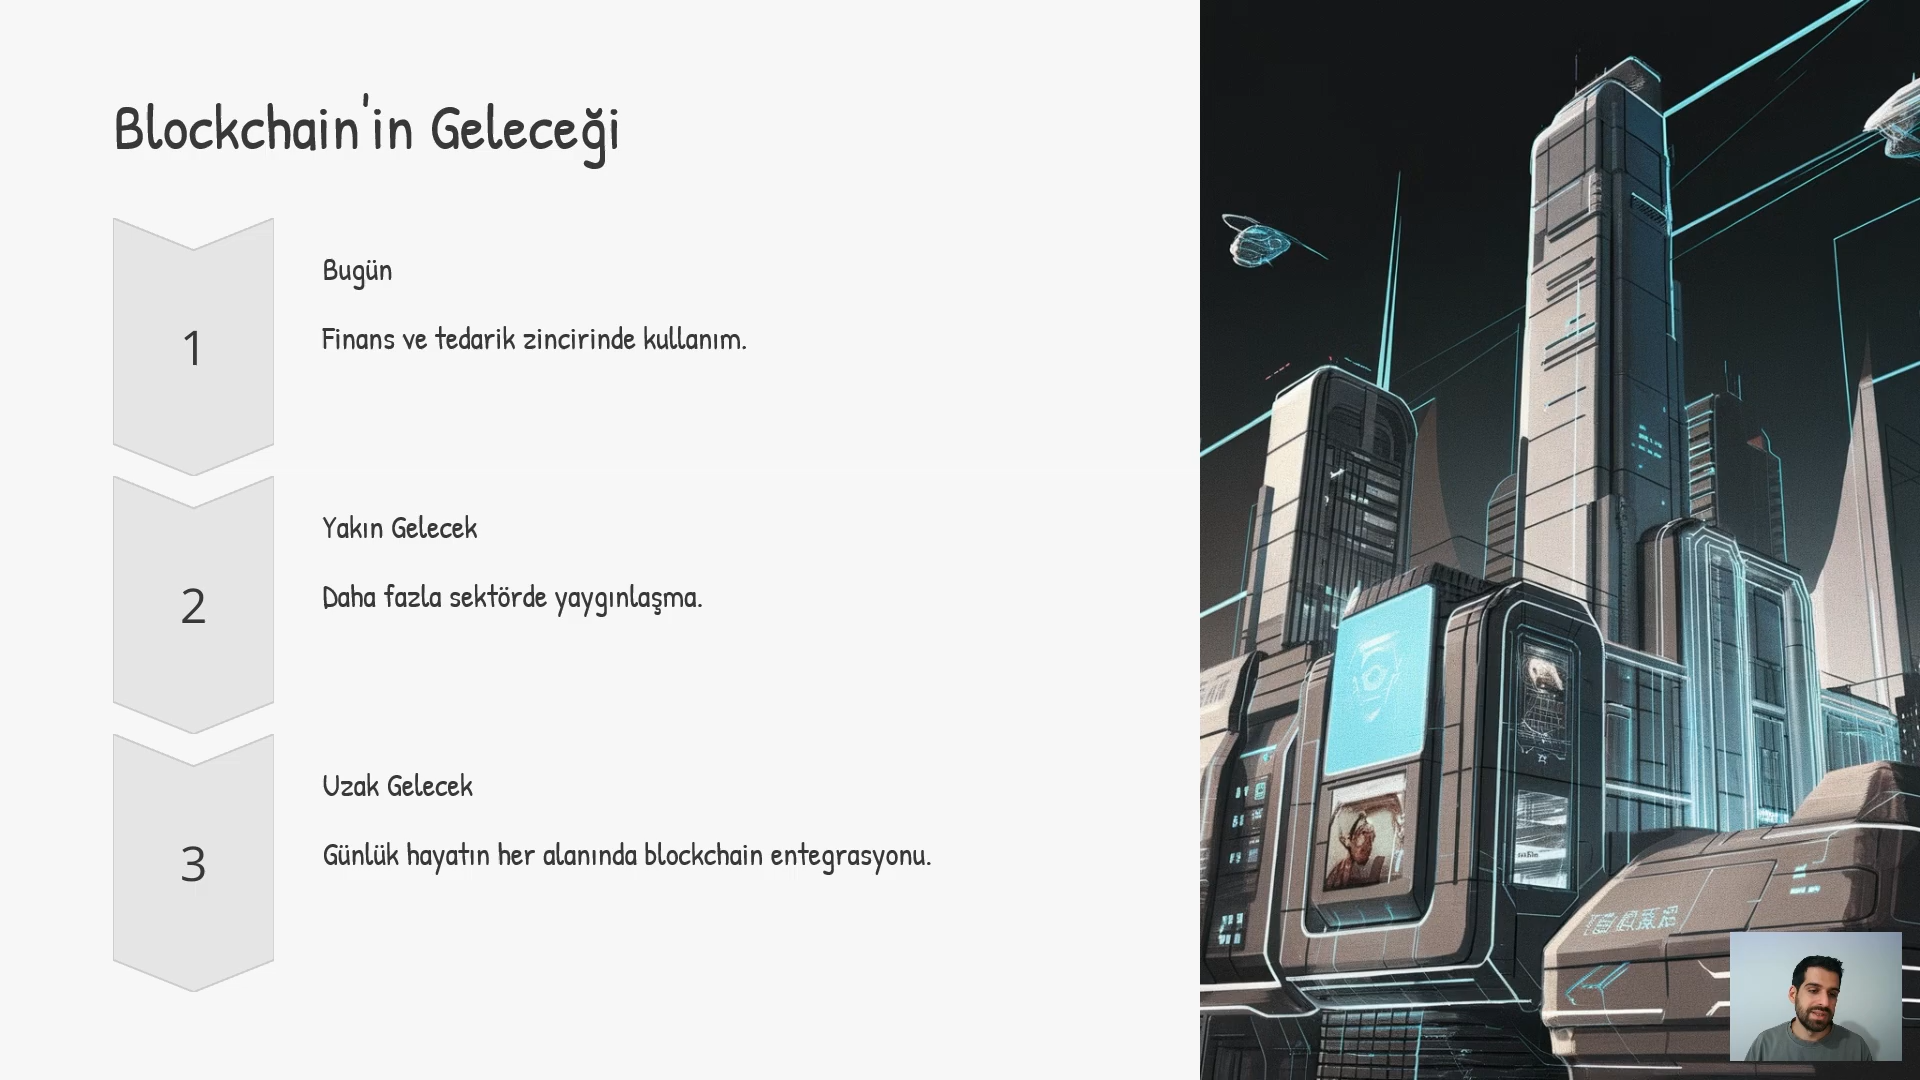 Blockchain'in Geleceği
1
Bugün
Finans ve tedarik zincirinde kullanım.
2
Yakın Gelecek
Daha fazla sektörde yaygınlaşma.
3
Uzak Gelecek
Günlük hayatın her alanında blockchain entegrasyonu.